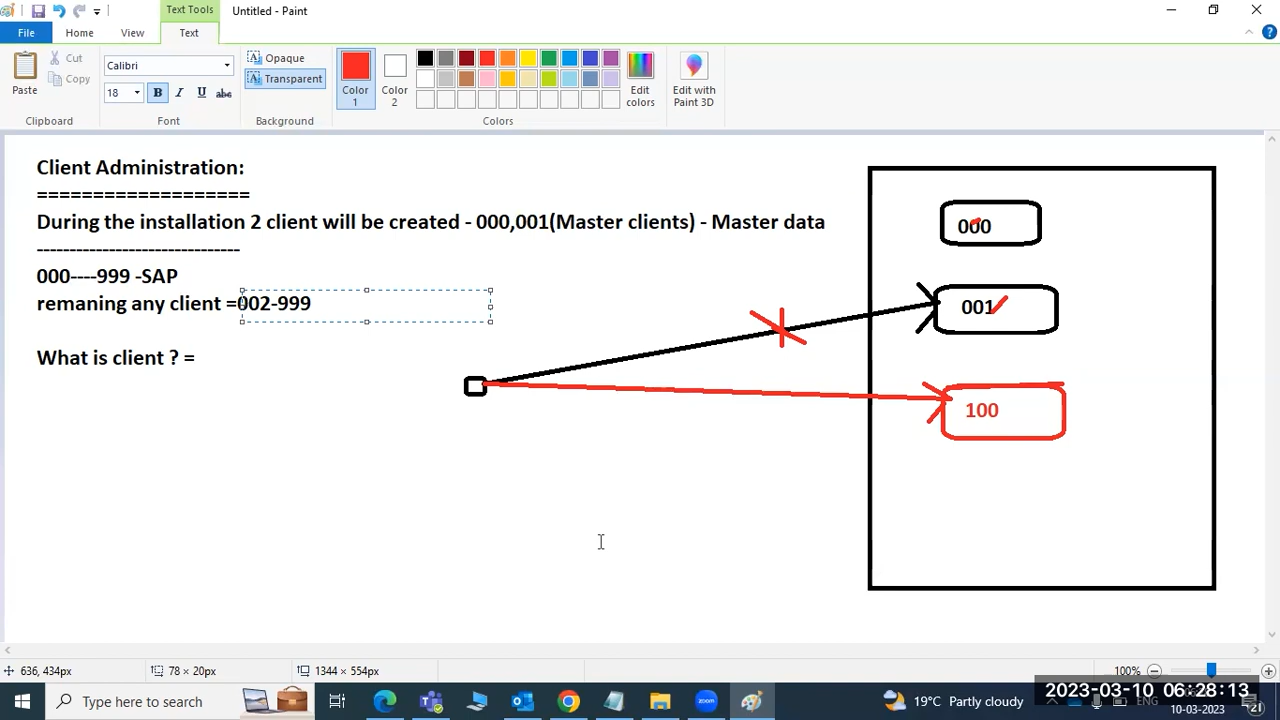 Text Tools
Untitled - Paint
File
Home
View
Text
Paste
Cut
Copy
Clipboard
Calibri
18
B
I
U
abc
Font
Opaque
Transparent
Background
Color 1
Color 2
Edit colors
Colors
Edit with Paint 3D
Client Administration:
===================
During the installation 2 client will be created - 000,001(Master clients) - Master data
-------------------------------
000----999 -SAP
remaning any client =002-999
What is client ? =
000
001
100
636, 434px
78 × 20px
1344 × 554px
100%
Type here to search
zoom
19°C Partly cloudy
ENG
2023-03-10 06:28:13
10-03-2023
21